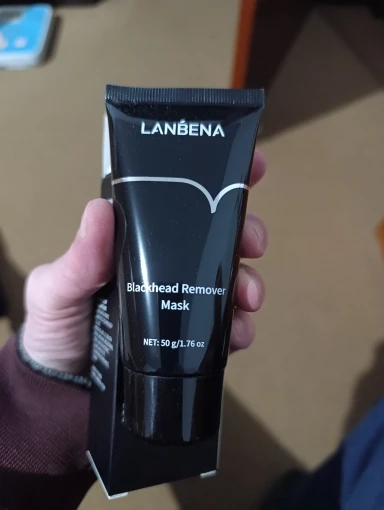 LANBENA
Blackhead Remover
Mask
NET: 50 g/1.76 oz